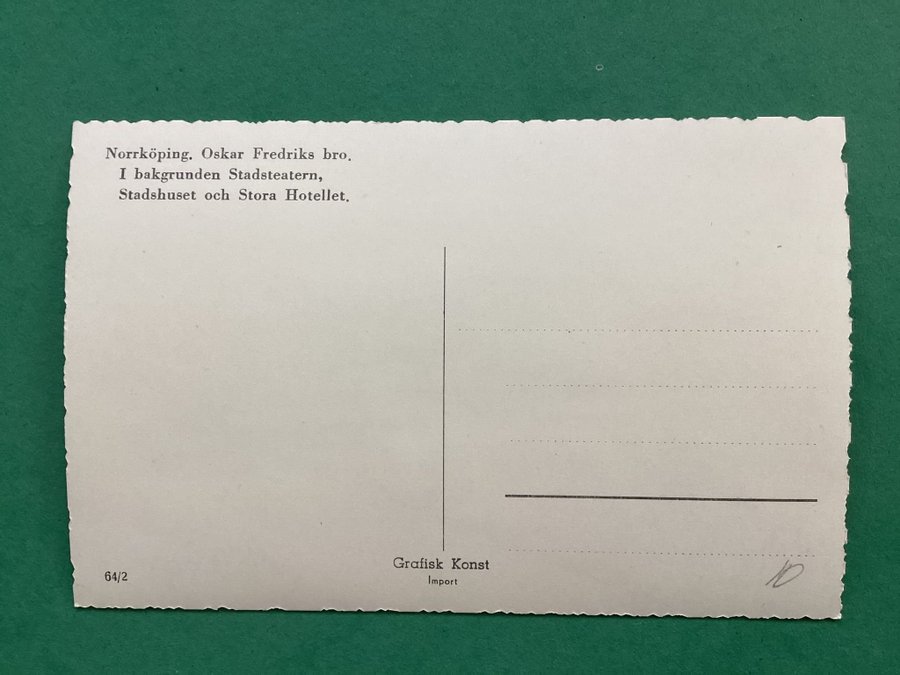 Norrköping. Oskar Fredriks bro.
I bakgrunden Stadsteatern,
Stadshuset och Stora Hotellet.
64/2
Grafisk Konst
Import
10